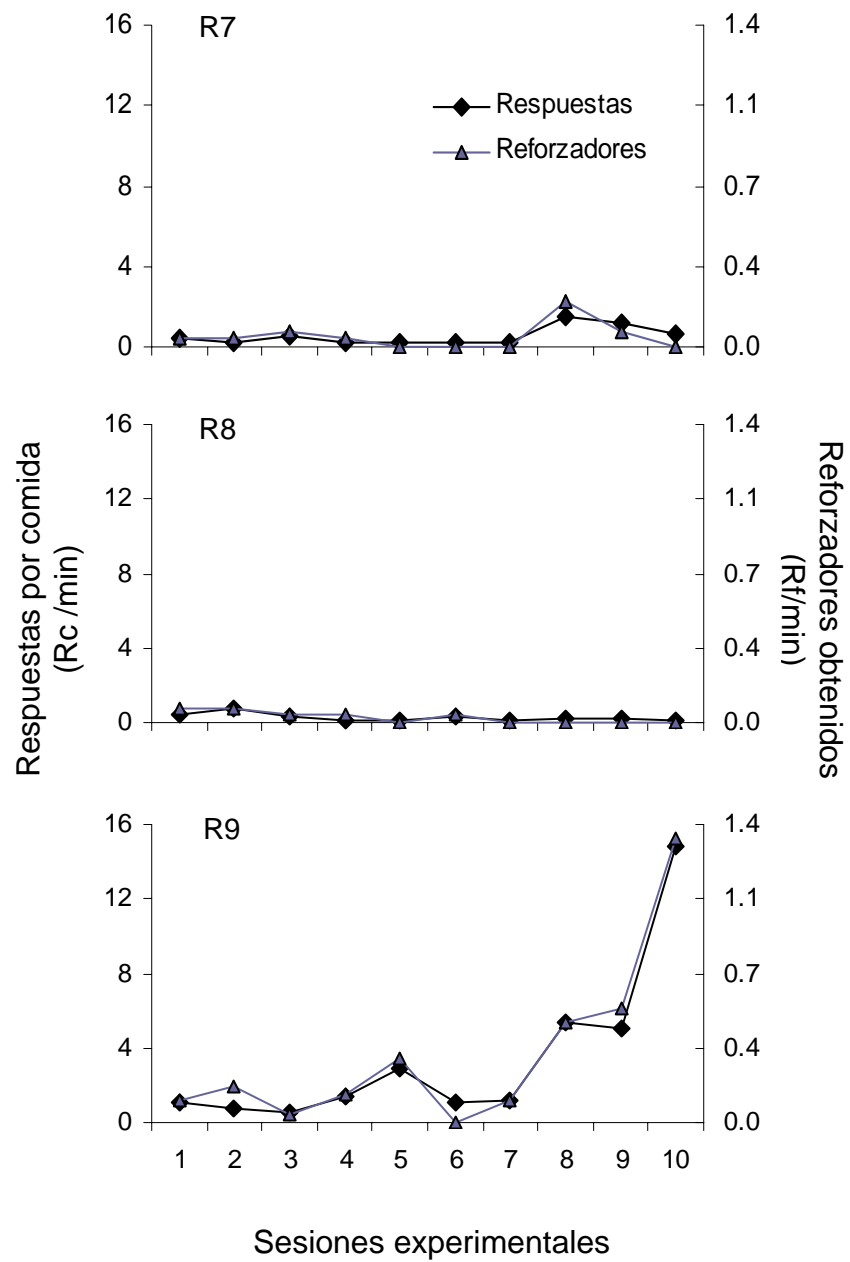 R7
Respuestas
Reforzadores
16
12
8
4
0
1.4
1.1
0.7
0.4
0.0
R8
16
12
8
4
0
1.4
1.1
0.7
0.4
0.0
Respuestas por comida
(Rc /min)
Reforzadores obtenidos
(Rf/min)
R9
16
12
8
4
0
1.4
1.1
0.7
0.4
0.0
1 2 3 4 5 6 7 8 9 10
Sesiones experimentales